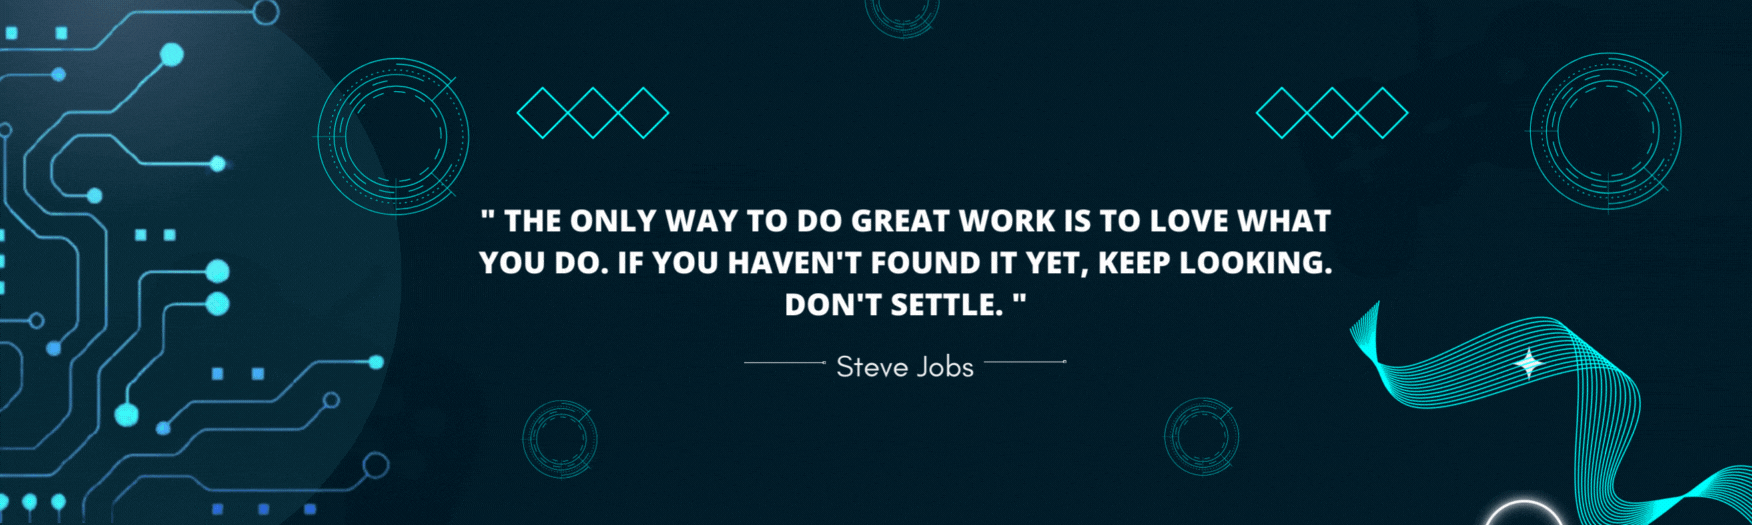 " THE ONLY WAY TO DO GREAT WORK IS TO LOVE WHAT
YOU DO. IF YOU HAVEN'T FOUND IT YET, KEEP LOOKING.
DON'T SETTLE. "
Steve Jobs